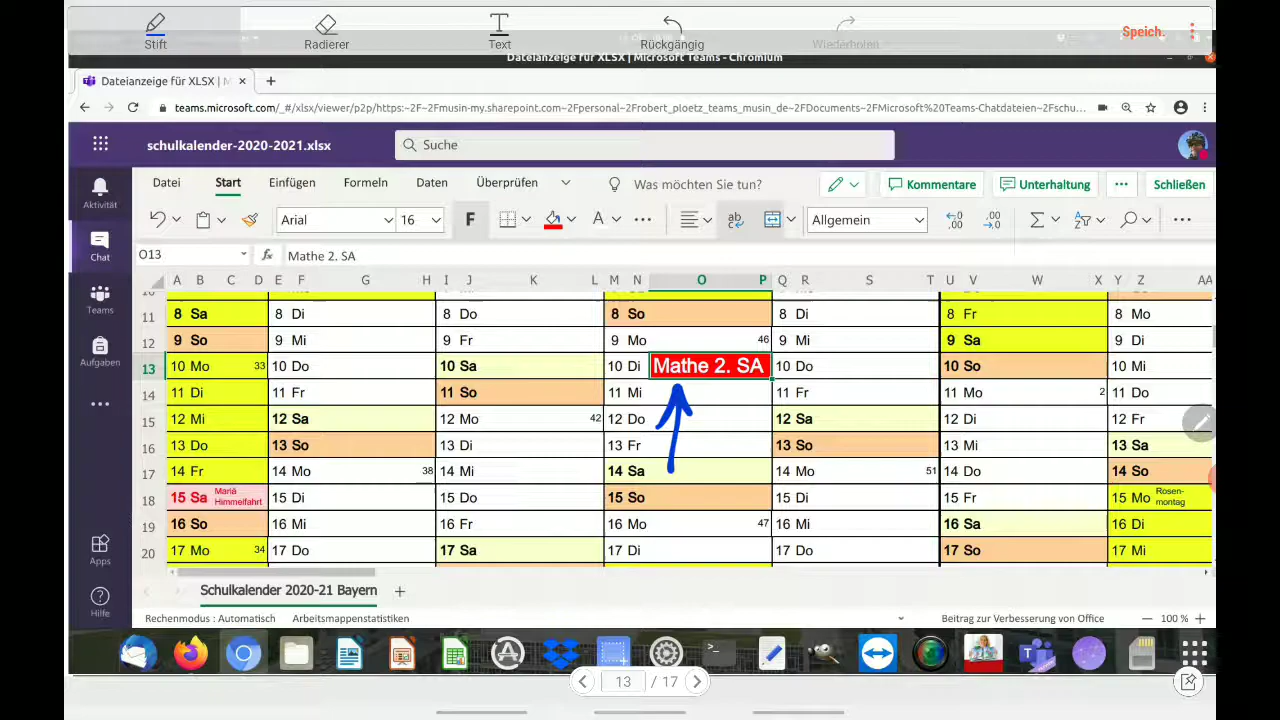 Stift Radierer Text Rückgängig Wiederholen Speich.
Dateianzeige für XLSX | Microsoft Teams - Chromium
Dateianzeige für XLSX | M
teams.microsoft.com/_#/xlsx/viewer/p2p/https:~2F~2Fmusin-my.sharepoint.com~2Fpersonal~2Frobert_ploetz_teams_musin_de~2FDocuments~2FMicrosoft%20Teams-Chatdateien~2Fschu...
schulkalender-2020-2021.xlsx Suche
Aktivität
Chat
Teams
Aufgaben
Apps
Hilfe
Datei Start Einfügen Formeln Daten Überprüfen Was möchten Sie tun? Kommentare Unterhaltung Schließen
Arial 16 F A ab Allgemein
O13 fx Mathe 2. SA
A B C D E F G H I J K L M N O P Q R S T U V W X Y Z AA
11 8 Sa 8 Di 8 Do 8 So 8 Di 8 Fr 8 Mo
12 9 So 9 Mi 9 Fr 9 Mo 46 9 Mi 9 Sa 9 Di
13 10 Mo 33 10 Do 10 Sa 10 Di Mathe 2. SA 10 Do 10 So 10 Mi
14 11 Di 11 Fr 11 So 11 Mi 11 Fr 11 Mo 2 11 Do
15 12 Mi 12 Sa 12 Mo 42 12 Do 12 Sa 12 Di 12 Fr
16 13 Do 13 So 13 Di 13 Fr 13 So 13 Mi 13 Sa
17 14 Fr 14 Mo 38 14 Mi 14 Sa 14 Mo 51 14 Do 14 So
18 15 Sa Mariä Himmelfahrt 15 Di 15 Do 15 So 15 Di 15 Fr 15 Mo Rosen-montag
19 16 So 16 Mi 16 Fr 16 Mo 47 16 Mi 16 Sa 16 Di
20 17 Mo 34 17 Do 17 Sa 17 Di 17 Do 17 So 17 Mi
Schulkalender 2020-21 Bayern
Rechenmodus : Automatisch Arbeitsmappenstatistiken Beitrag zur Verbesserung von Office 100 %
13 / 17